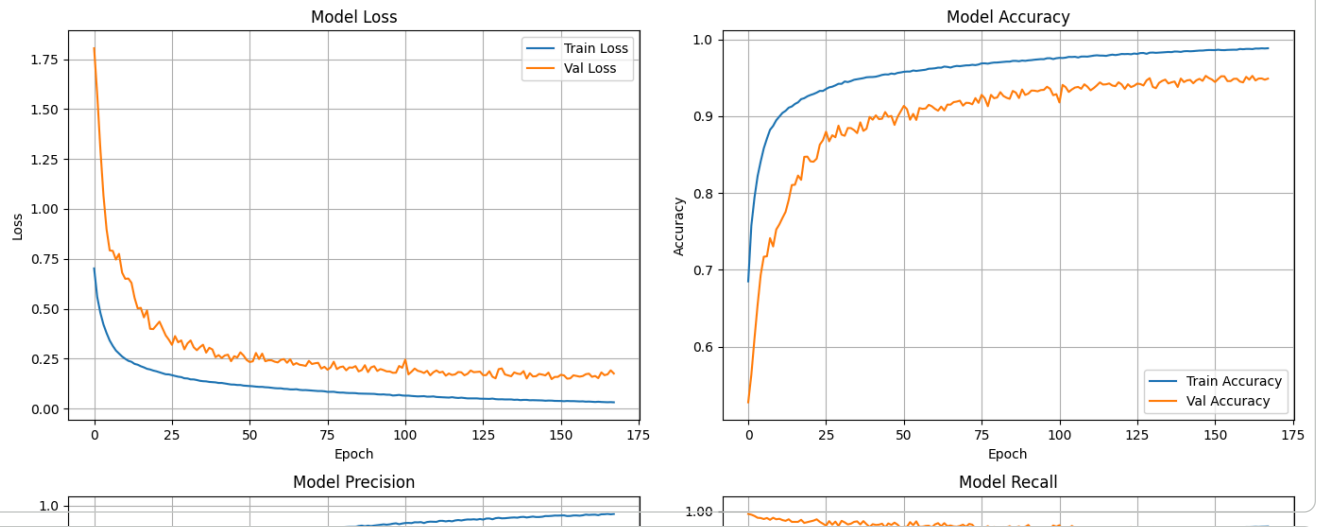 Model Loss
1.75
1.50
1.25
1.00
0.75
0.50
0.25
0.00
Loss
0 25 50 75 100 125 150 175
Epoch
Train Loss
Val Loss
Model Accuracy
1.0
0.9
0.8
0.7
0.6
Accuracy
0 25 50 75 100 125 150 175
Epoch
Train Accuracy
Val Accuracy
Model Precision
1.0
Model Recall
1.00